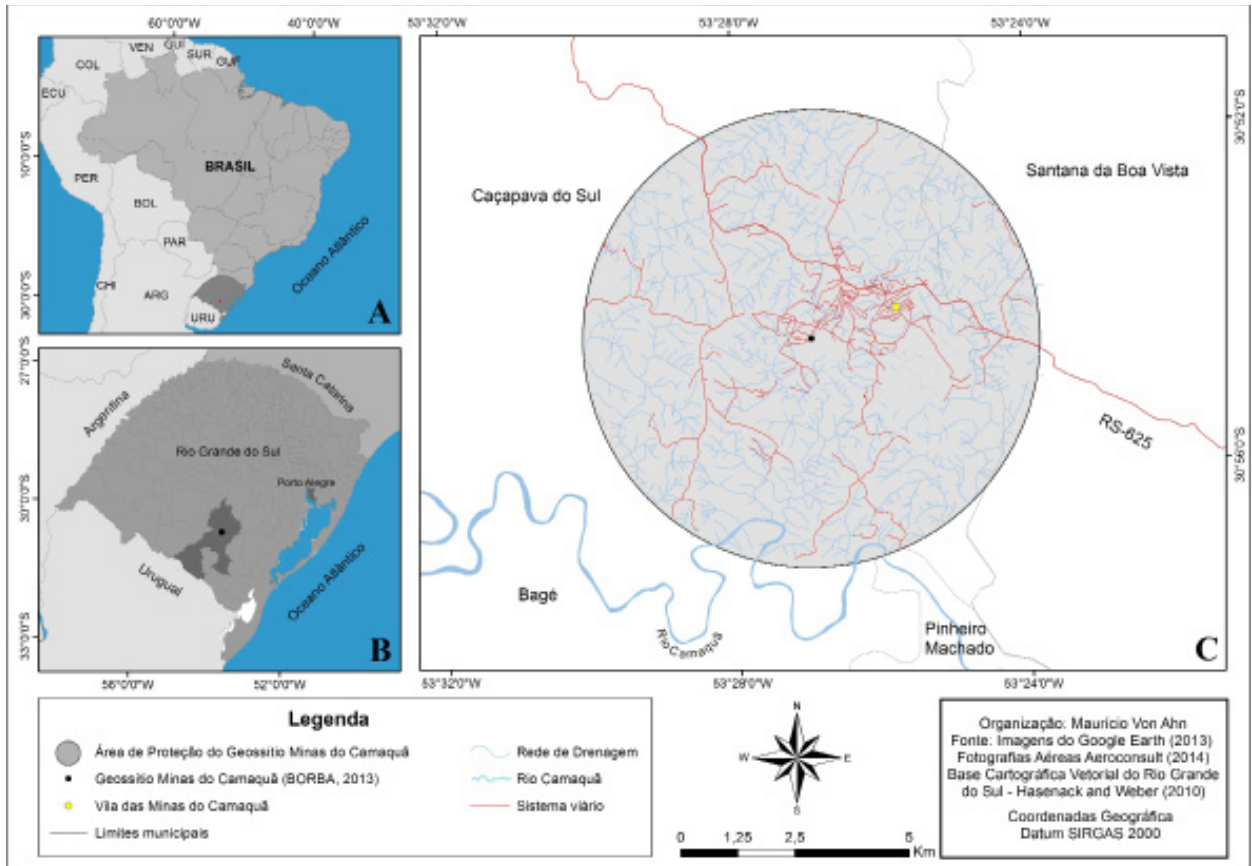 60°0'0"W 40°0'0"W
10°0'0"S
30°0'0"S
COL
VEN
GUI
SUR
GUF
ECU
PER
BRASIL
BOL
PAR
CHI
ARG
URU
Oceano Atlântico
A
27°0'0"S
30°0'0"S
33°0'0"S
Argentina
Santa Catarina
Rio Grande do Sul
Porto Alegre
Uruguai
Oceano Atlântico
B
56°0'0"W 52°0'0"W
53°32'0"W 53°28'0"W 53°24'0"W
30°52'0"S
30°56'0"S
Caçapava do Sul
Santana da Boa Vista
RS-625
Bagé
Rio Camaquã
Pinheiro
Machado
C
53°32'0"W 53°28'0"W 53°24'0"W
Legenda
Área de Proteção do Geossitio Minas do Camaquã
Geossitio Minas do Camaquã (BORBA, 2013)
Vila das Minas do Camaquã
Limites municipais
Rede de Drenagem
Rio Camaquã
Sistema viário
N
W E
S
0 1,25 2,5 5
Km
Organização: Maurício Von Ahn
Fonte: Imagens do Google Earth (2013)
Fotografias Aéreas Aeroconsult (2014)
Base Cartográfica Vetorial do Rio Grande
do Sul - Hasenack and Weber (2010)
Coordenadas Geográfica
Datum SIRGAS 2000